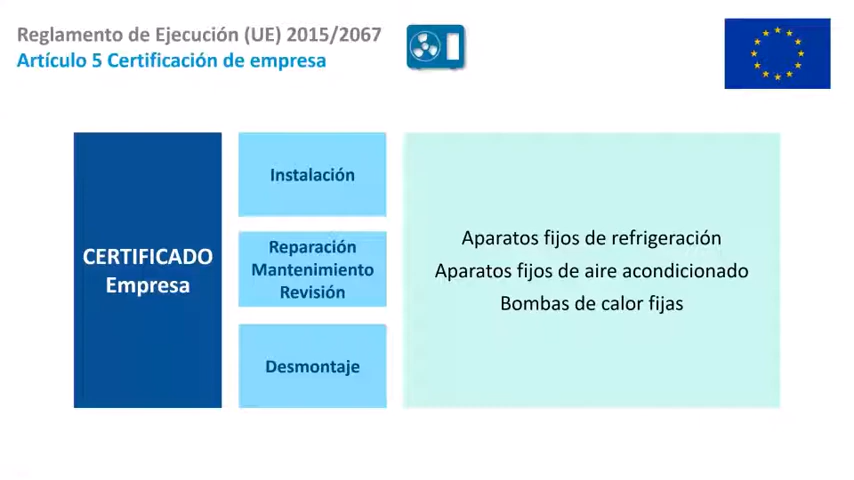 Reglamento de Ejecución (UE) 2015/2067
Artículo 5 Certificación de empresa
CERTIFICADO
Empresa
Instalación
Reparación
Mantenimiento
Revisión
Desmontaje
Aparatos fijos de refrigeración
Aparatos fijos de aire acondicionado
Bombas de calor fijas